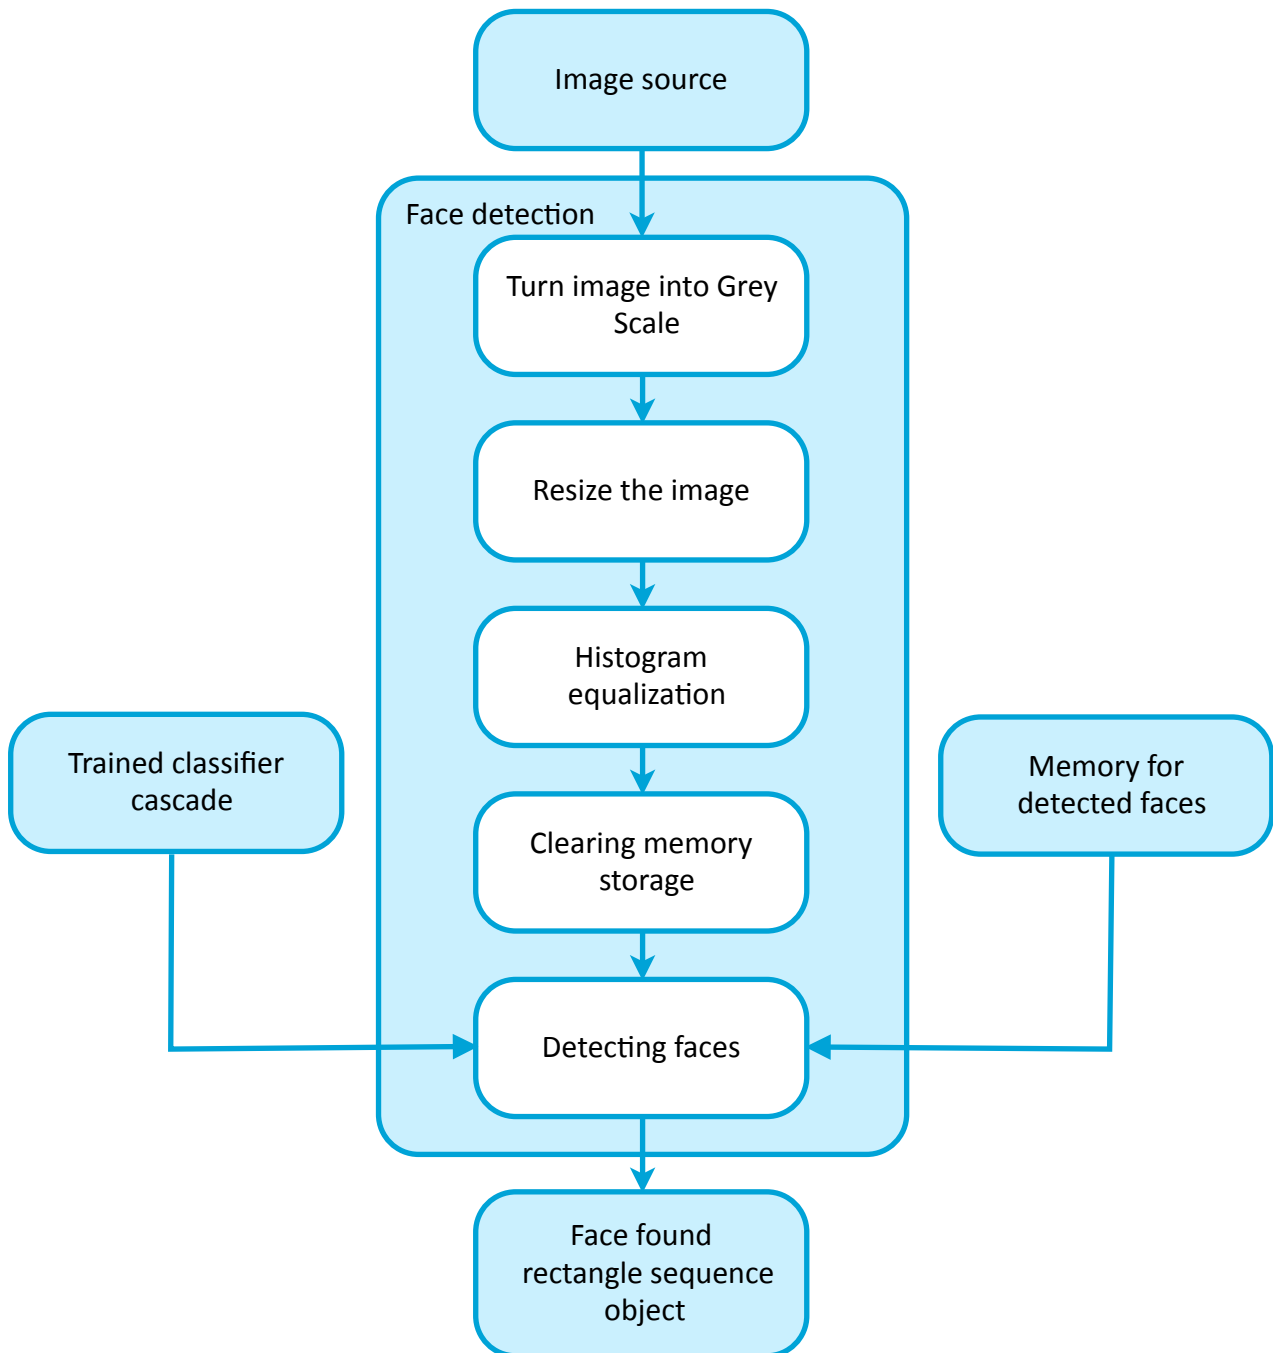 Image source
Face detection
Turn image into Grey
Scale
Resize the image
Histogram
equalization
Trained classifier
cascade
Memory for
detected faces
Clearing memory
storage
Detecting faces
Face found
rectangle sequence
object